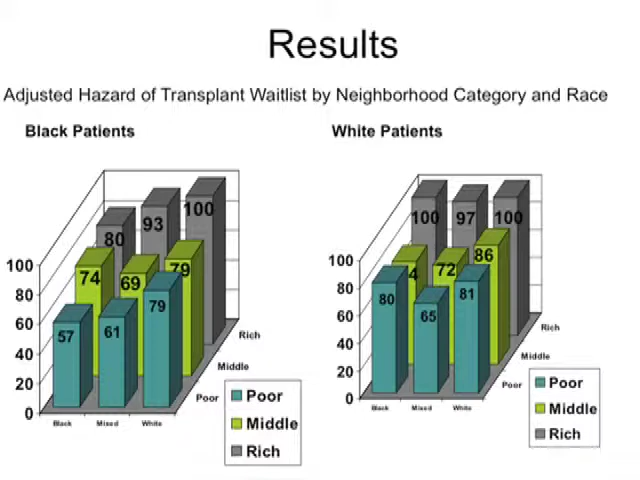 Results
Adjusted Hazard of Transplant Waitlist by Neighborhood Category and Race
Black Patients
100
80
60
40
20
0
80
93
100
74
69
79
57
61
79
Black
Mixed
White
Poor
Middle
Rich
Poor
Middle
Rich
White Patients
100
80
60
40
20
0
100
97
100
4
72
86
80
65
81
Black
Mixed
White
Poor
Middle
Rich
Poor
Middle
Rich